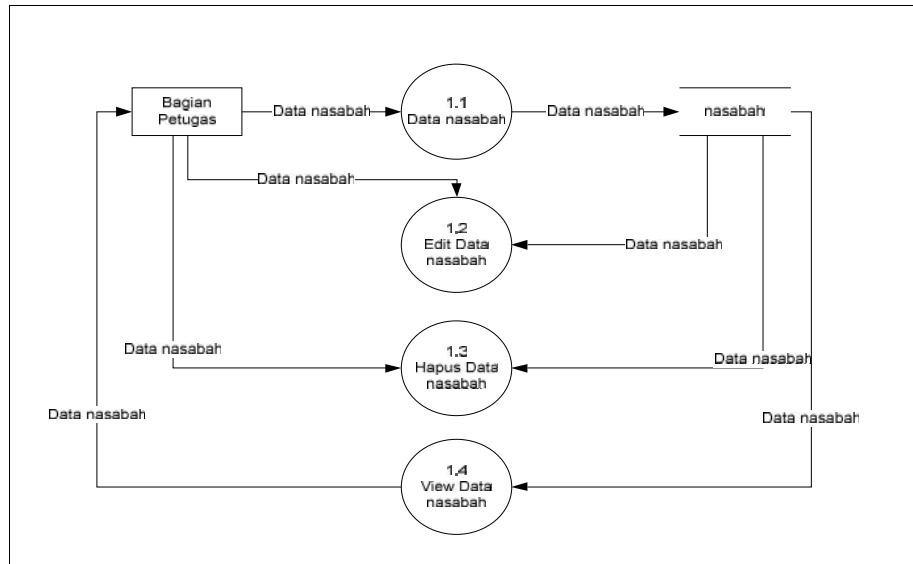 Bagian
Petugas
Data nasabah
1.1
Data nasabah
Data nasabah
nasabah
Data nasabah
1.2
Edit Data
nasabah
Data nasabah
Data nasabah
1.3
Hapus Data
nasabah
Data nasabah
Data nasabah
Data nasabah
1.4
View Data
nasabah